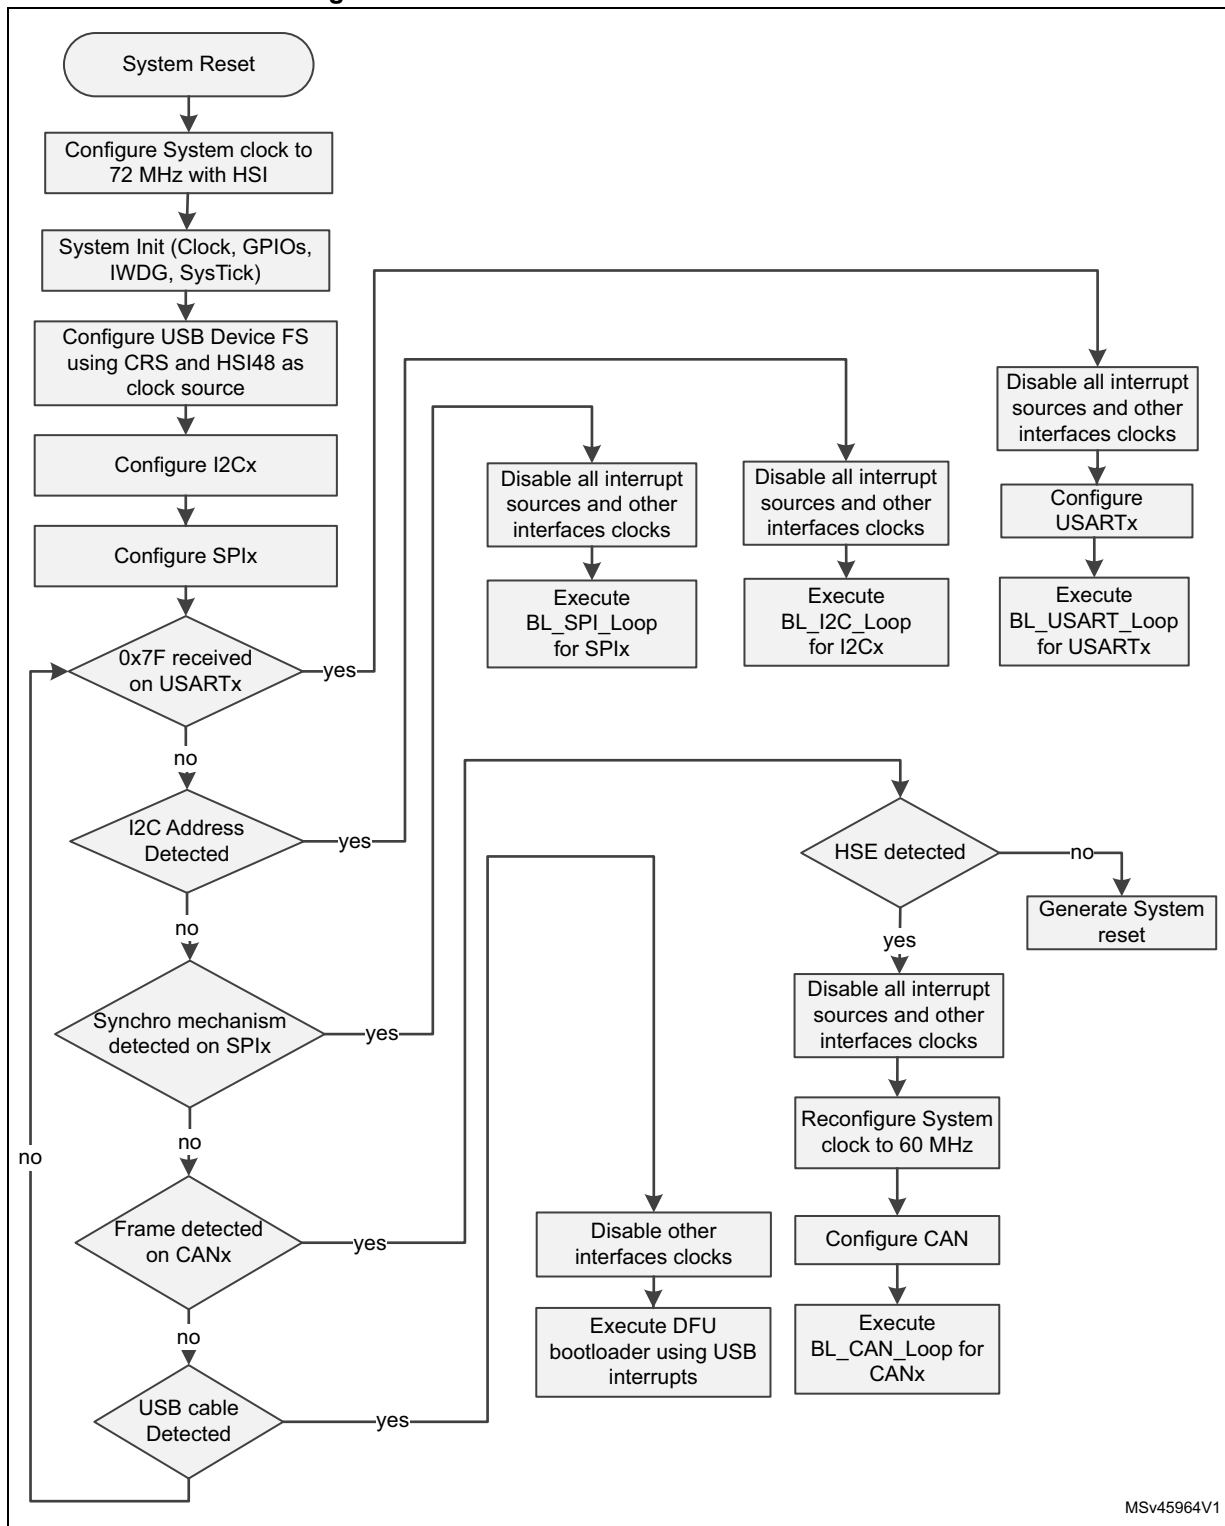 System Reset
Configure System clock to
72 MHz with HSI
System Init (Clock, GPIOs,
IWDG, SysTick)
Configure USB Device FS
using CRS and HSI48 as
clock source
Configure I2Cx
Configure SPIx
0x7F received
on USARTx
yes
no
I2C Address
Detected
yes
no
Synchro mechanism
detected on SPIx
yes
no
Frame detected
on CANx
yes
no
USB cable
Detected
yes
no
Disable all interrupt
sources and other
interfaces clocks
Execute
BL_SPI_Loop
for SPIx
Disable all interrupt
sources and other
interfaces clocks
Execute
BL_I2C_Loop
for I2Cx
Disable all interrupt
sources and other
interfaces clocks
Configure
USARTx
Execute
BL_USART_Loop
for USARTx
HSE detected
no
Generate System
reset
yes
Disable all interrupt
sources and other
interfaces clocks
Reconfigure System
clock to 60 MHz
Configure CAN
Execute
BL_CAN_Loop for
CANx
Disable other
interfaces clocks
Execute DFU
bootloader using USB
interrupts
MSv45964V1